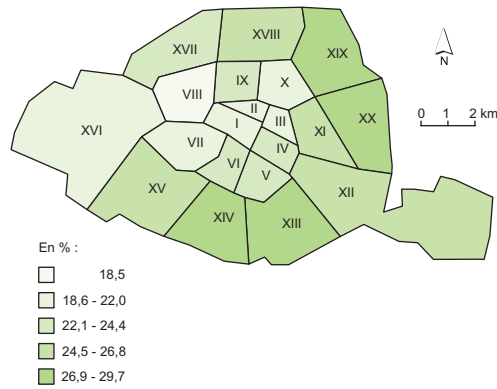 XVIII
XVII
XIX
IX
X
VIII
II
III
I
XX
XI
XVI
VII
IV
VI
V
XV
XII
XIV
XIII
N
0 1 2 km
En % :
18,5
18,6 - 22,0
22,1 - 24,4
24,5 - 26,8
26,9 - 29,7